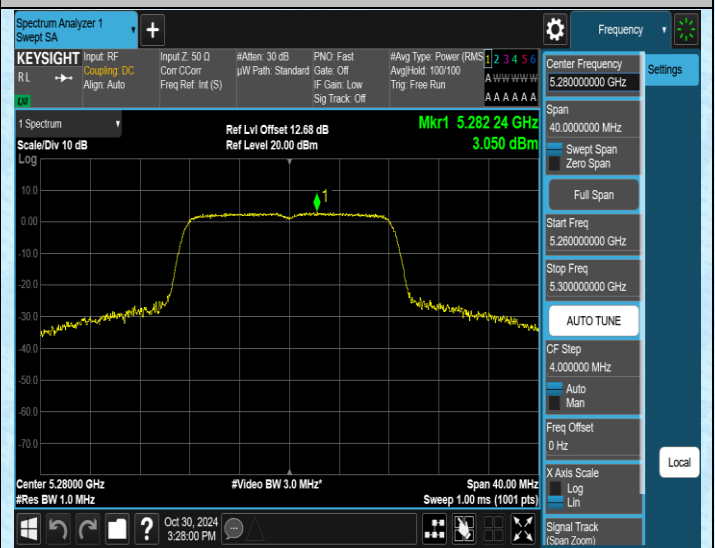 Spectrum Analyzer 1
Swept SA
+
Frequency
KEYSIGHT
RL
LXI
Input: RF
Coupling: DC
Align: Auto
Input Z: 50 Ω
Corr CCorr
Freq Ref: Int (S)
#Atten: 30 dB
µW Path: Standard
PNO: Fast
Gate: Off
IF Gain: Low
Sig Track: Off
#Avg Type: Power (RMS
Avg|Hold: 100/100
Trig: Free Run
1 2 3 4 5 6
A W W W W W
A A A A A A
1 Spectrum
Scale/Div 10 dB
Log
Ref Lvl Offset 12.68 dB
Ref Level 20.00 dBm
Mkr1 5.282 24 GHz
3.050 dBm
1
10.0
0.00
-10.0
-20.0
-30.0
-40.0
-50.0
-60.0
-70.0
Center 5.28000 GHz
#Res BW 1.0 MHz
#Video BW 3.0 MHz*
Span 40.00 MHz
Sweep 1.00 ms (1001 pts)
Center Frequency
5.280000000 GHz
Settings
Span
40.0000000 MHz
Swept Span
Zero Span
Full Span
Start Freq
5.260000000 GHz
Stop Freq
5.300000000 GHz
AUTO TUNE
CF Step
4.000000 MHz
Auto
Man
Freq Offset
0 Hz
X Axis Scale
Log
Lin
Local
Signal Track
(Span Zoom)
?
Oct 30, 2024
3:28:00 PM